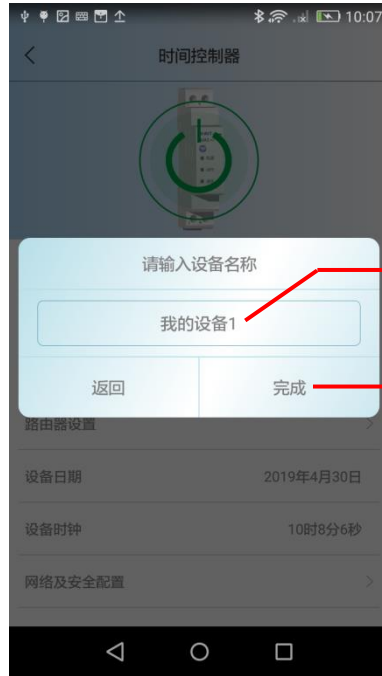 10:07
时间控制器
请输入设备名称
我的设备1
返回
完成
路由器设置
设备日期
2019年4月30日
设备时钟
10时8分6秒
网络及安全配置